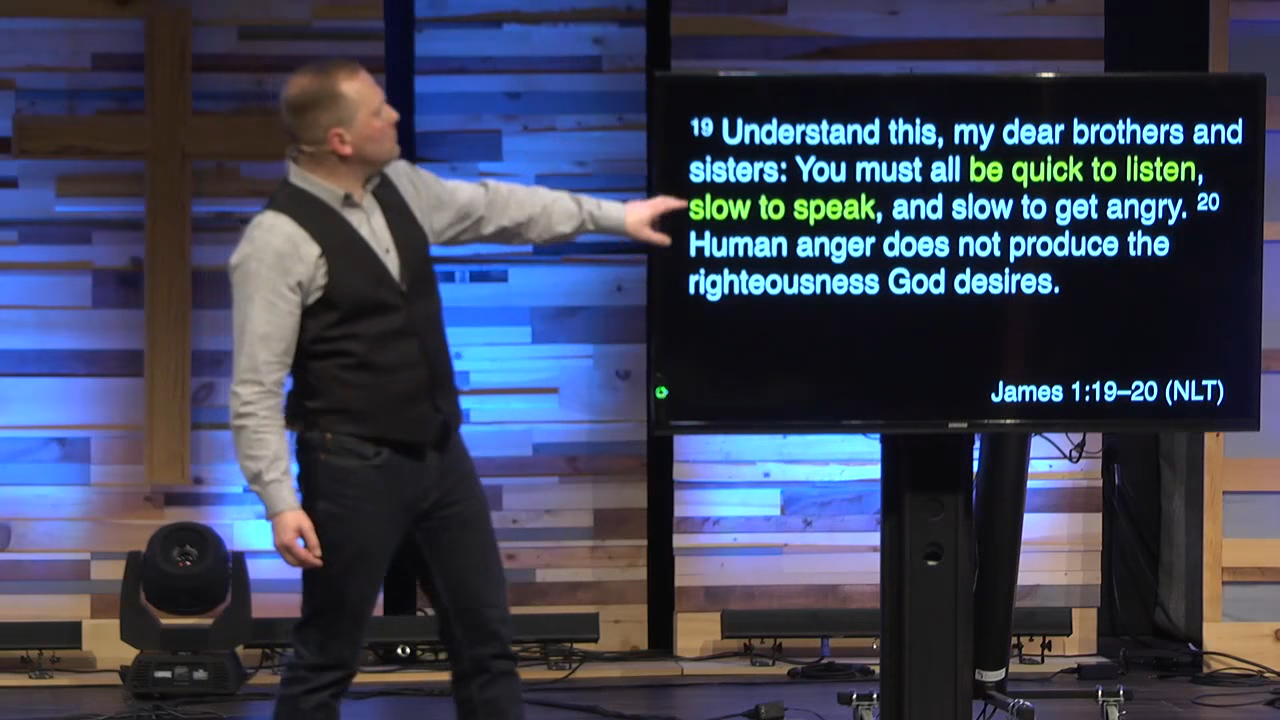 19 Understand this, my dear brothers and
sisters: You must all be quick to listen,
slow to speak, and slow to get angry. 20
Human anger does not produce the
righteousness God desires.
James 1:19–20 (NLT)